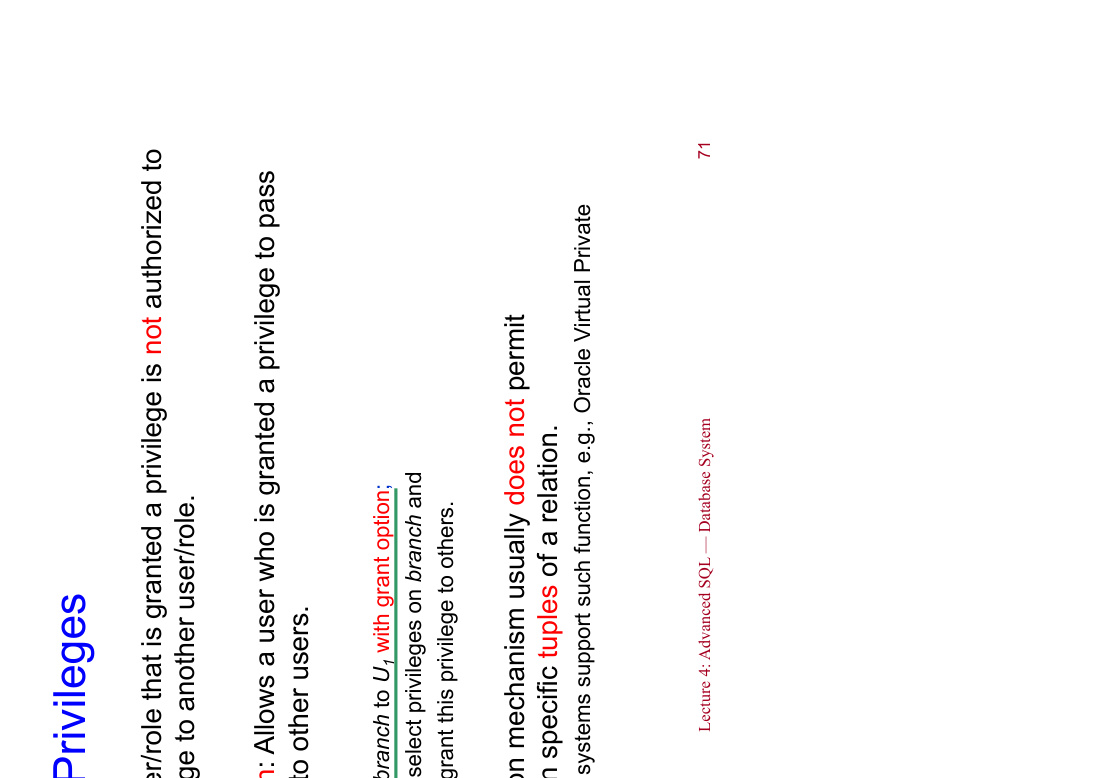 Privileges
er/role that is granted a privilege is not authorized to
ge to another user/role.
n: Allows a user who is granted a privilege to pass
to other users.
branch to U1 with grant option;
select privileges on branch and
grant this privilege to others.
on mechanism usually does not permit
n specific tuples of a relation.
systems support such function, e.g., Oracle Virtual Private
Lecture 4: Advanced SQL — Database System
71